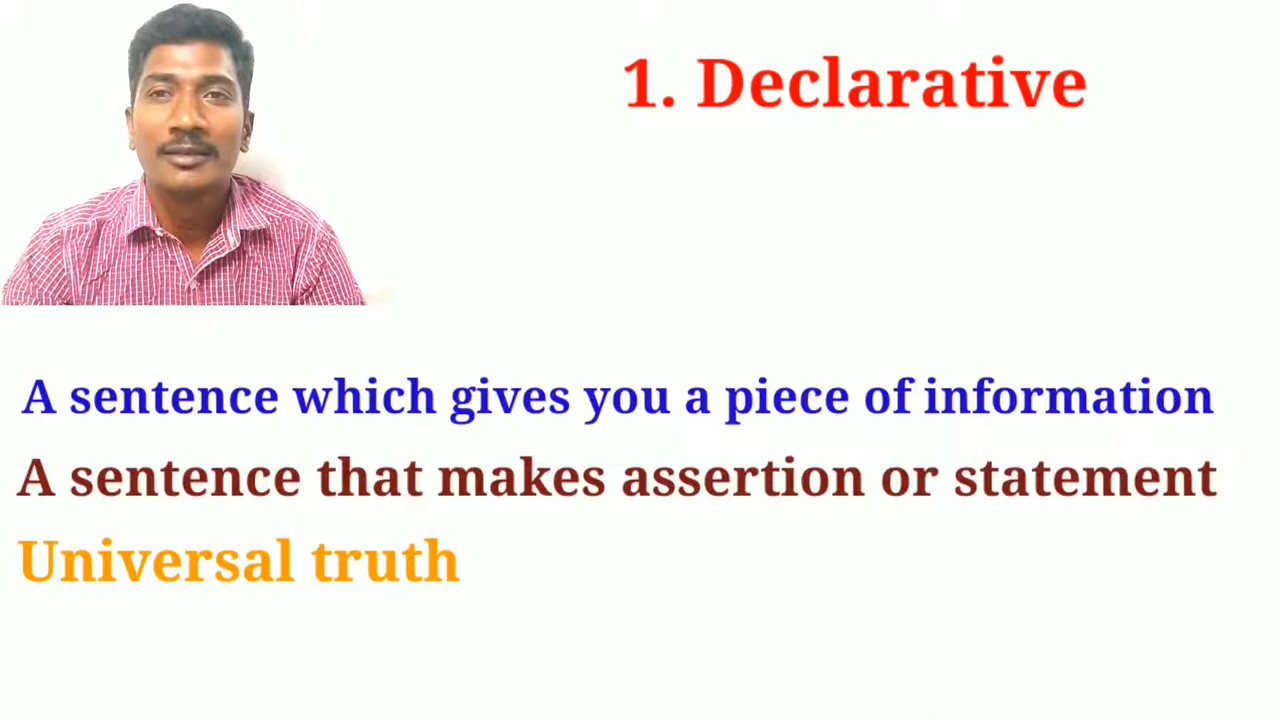 1. Declarative
A sentence which gives you a piece of information
A sentence that makes assertion or statement
Universal truth